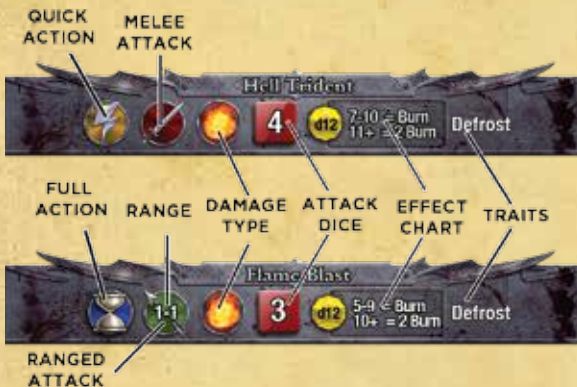 QUICK
ACTION
MELEE
ATTACK
Hell Trident
4
d12
7-10 = Burn
11+ = 2 Burn
Defrost
FULL
ACTION
RANGE
DAMAGE
TYPE
ATTACK
DICE
EFFECT
CHART
TRAITS
Flame Blast
1-1
3
d12
5-9 = Burn
10+ = 2 Burn
Defrost
RANGED
ATTACK